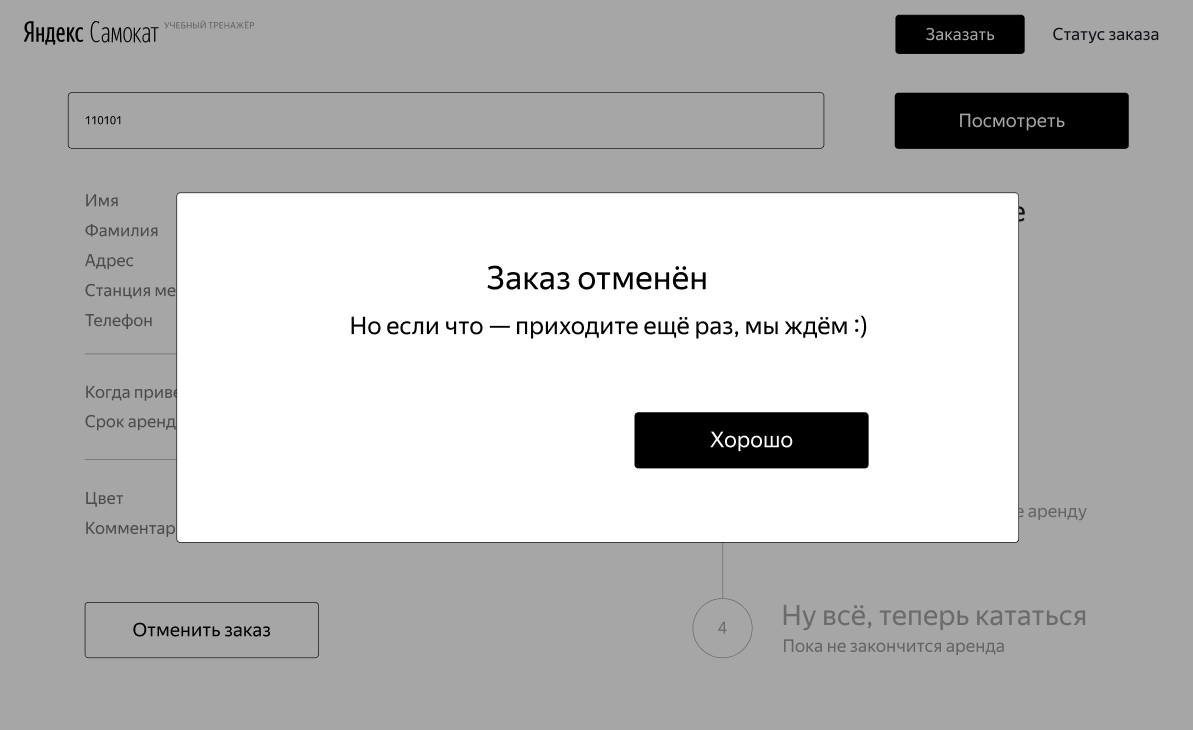 Яндекс Самокат УЧЕБНЫЙ ТРЕНАЖЁР
Заказать
Статус заказа
110101
Посмотреть
Имя
Фамилия
Адрес
Станция ме
Телефон
Когда приве
Срок аренд
Цвет
Комментар
Отменить заказ
Заказ отменён
Но если что — приходите ещё раз, мы ждём :)
Хорошо
е
е аренду
4
Ну всё, теперь кататься
Пока не закончится аренда